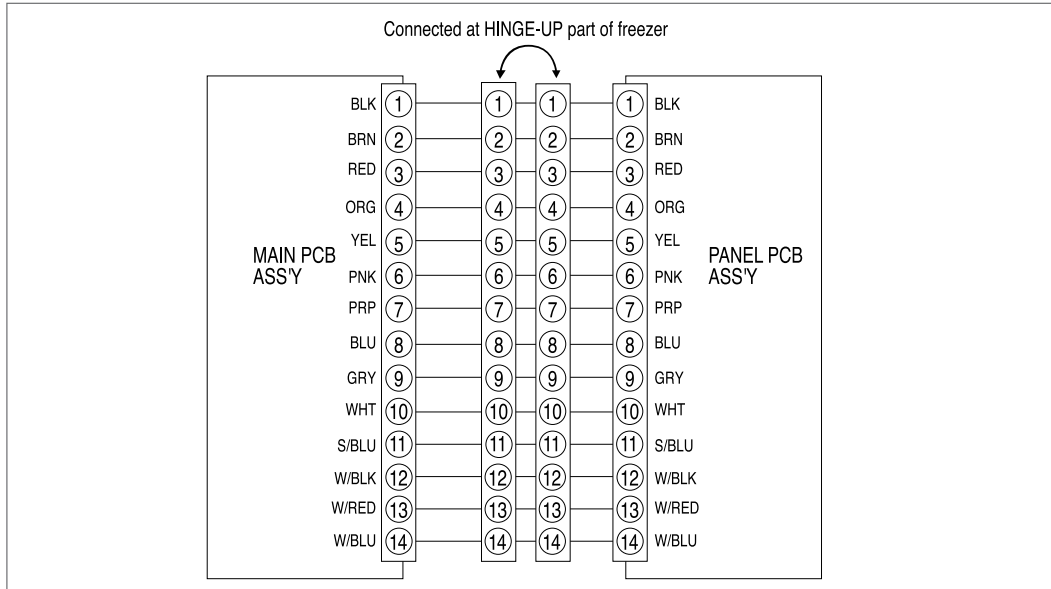 Connected at HINGE-UP part of freezer
BLK 1 1 1 1 BLK
BRN 2 2 2 2 BRN
RED 3 3 3 3 RED
ORG 4 4 4 4 ORG
YEL 5 5 5 5 YEL
MAIN PCB ASS'Y
PANEL PCB ASS'Y
PNK 6 6 6 6 PNK
PRP 7 7 7 7 PRP
BLU 8 8 8 8 BLU
GRY 9 9 9 9 GRY
WHT 10 10 10 10 WHT
S/BLU 11 11 11 11 S/BLU
W/BLK 12 12 12 12 W/BLK
W/RED 13 13 13 13 W/RED
W/BLU 14 14 14 14 W/BLU